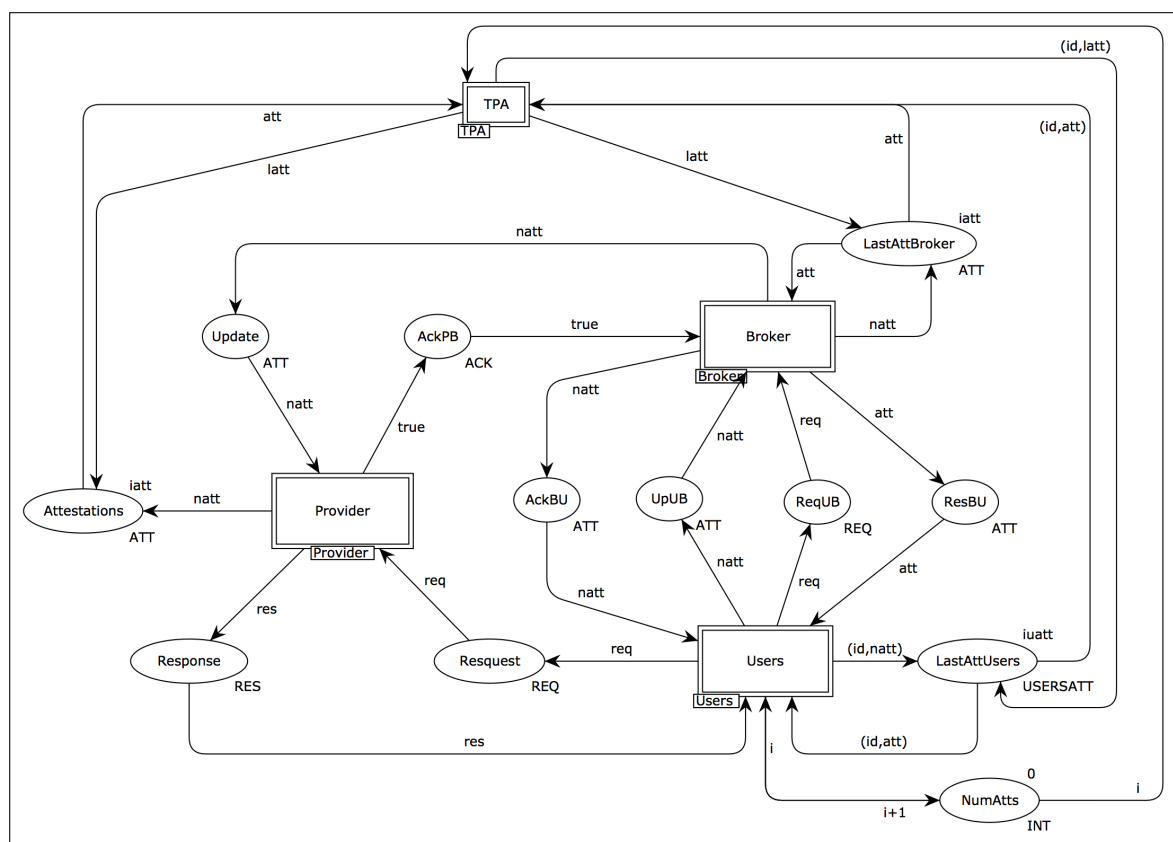 (id,latt)
TPA
TPA
att
(id,att)
latt
latt
att
iatt
LastAttBroker
ATT
natt
att
Update
ATT
AckPB
ACK
true
Broker
Broker
natt
natt
att
natt
true
natt
req
iatt
Attestations
ATT
natt
Provider
Provider
AckBU
ATT
UpUB
ATT
ReqUB
REQ
ResBU
ATT
req
natt
natt
req
att
res
Response
RES
Resquest
REQ
req
Users
Users
(id,natt)
iuatt
LastAttUsers
USERSATT
res
i
(id,att)
0
NumAtts
INT
i+1
i